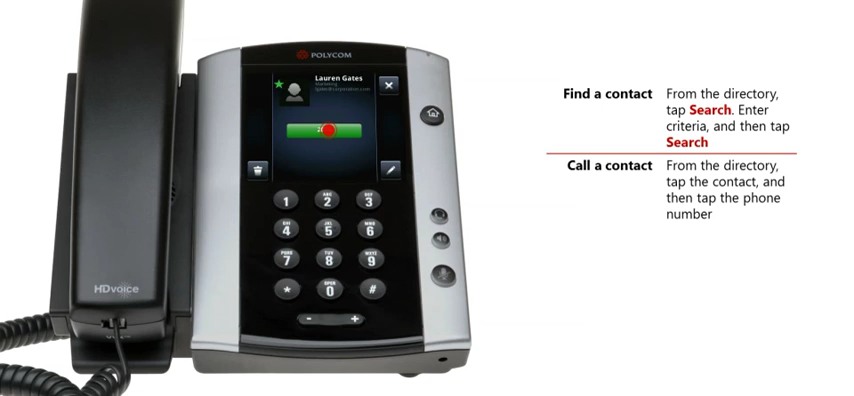 POLYCOM
Lauren Gates
Marketing
1
ABC
2
DEF
3
GHI
4
JKL
5
MNO
6
PQRS
7
TUV
8
WXYZ
9
*
OPER
0
#
- +
HDvoice
Find a contact
From the directory,
tap Search. Enter
criteria, and then tap
Search
Call a contact
From the directory,
tap the contact, and
then tap the phone
number